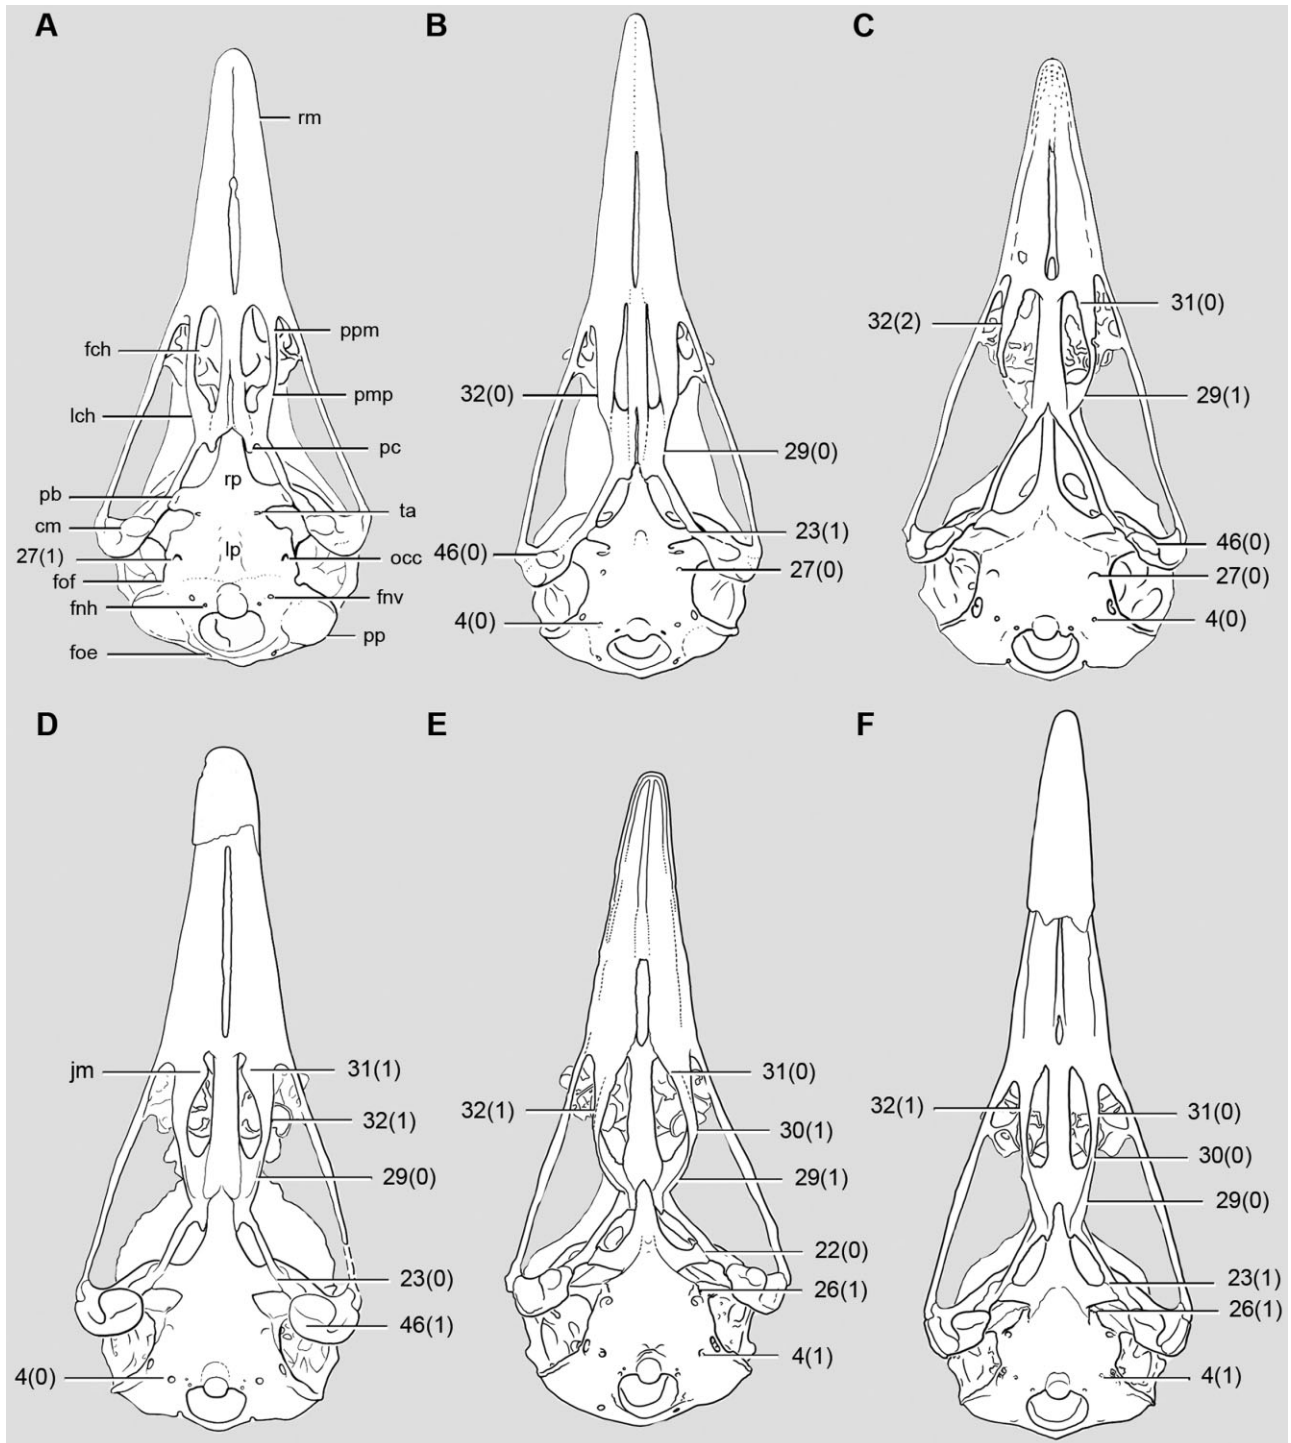 A
rm
ppm
fch
pmp
lch
pc
rp
pb
ta
cm
lp
27(1)
occ
fof
fnv
fnh
pp
foe
B
32(0)
29(0)
23(1)
46(0)
27(0)
4(0)
C
31(0)
32(2)
29(1)
46(0)
27(0)
4(0)
D
jm
31(1)
32(1)
29(0)
23(0)
46(1)
4(0)
E
31(0)
32(1)
30(1)
29(1)
22(0)
26(1)
4(1)
F
32(1)
31(0)
30(0)
29(0)
23(1)
26(1)
4(1)